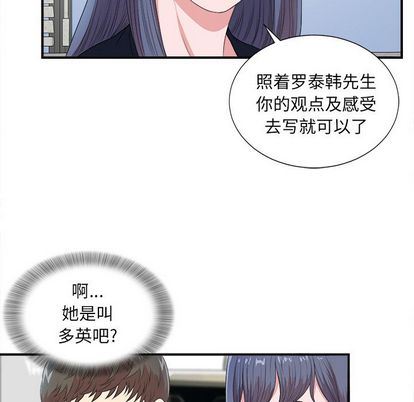 照着罗泰韩先生
你的观点及感受
去写就可以了
啊...
她是叫
多英吧?